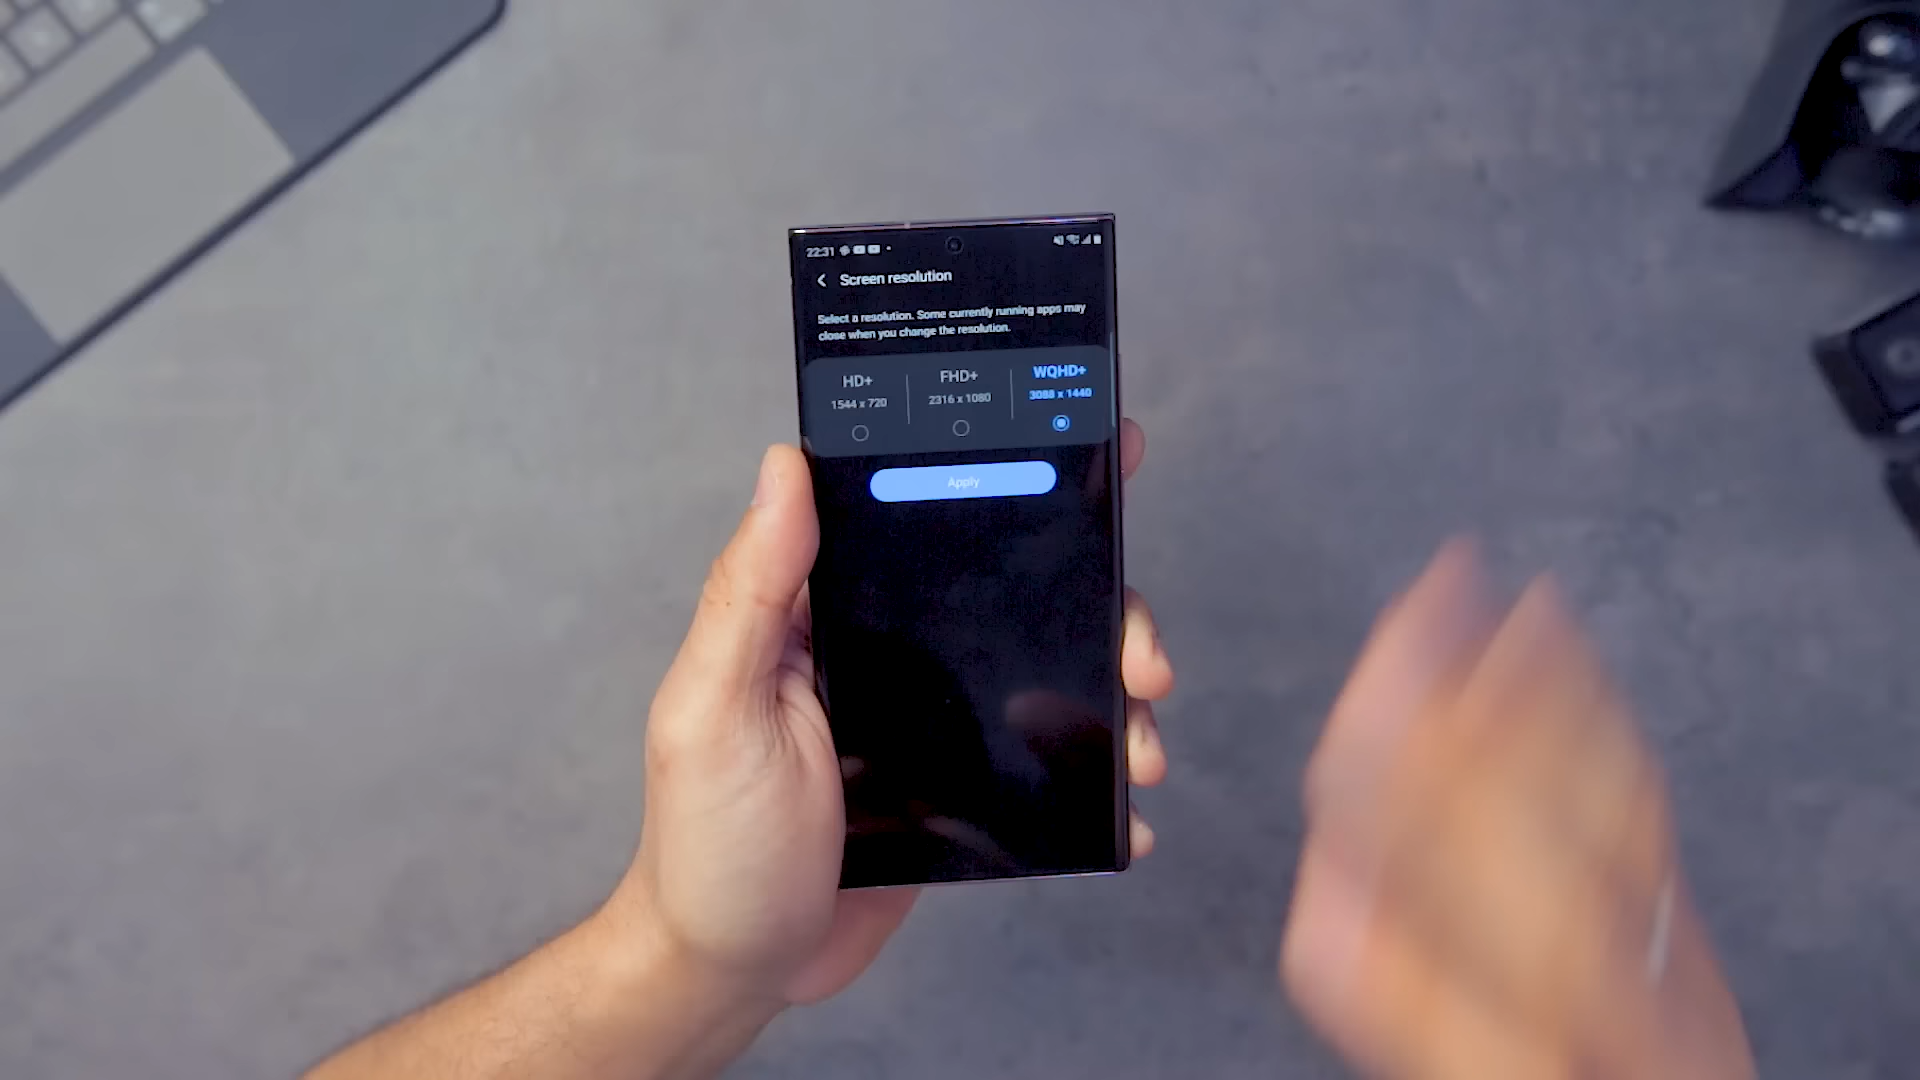 22:31
Screen resolution
Select a resolution. Some currently running apps may
close when you change the resolution.
HD+
1544 x 720
FHD+
2316 x 1080
WQHD+
3088 x 1440
Apply